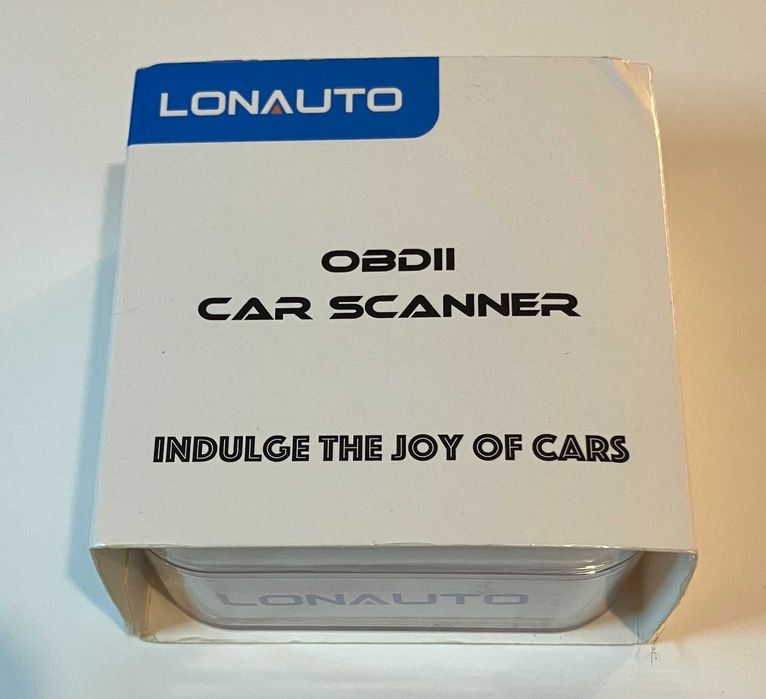 LONAUTO
OBDII
CAR SCANNER
INDULGE THE JOY OF CARS
LONAUTO